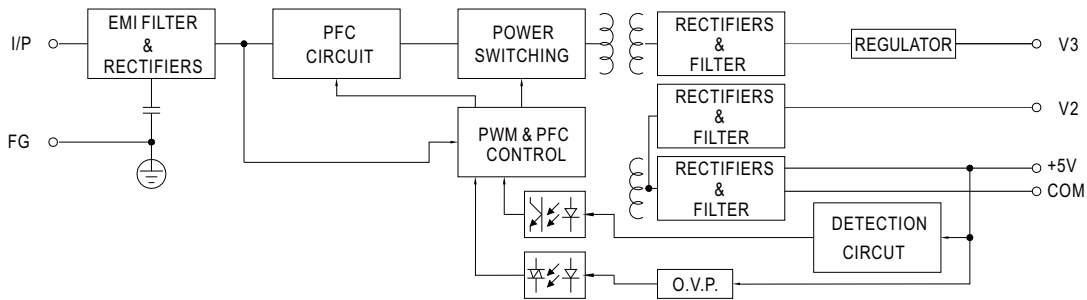 I/P
EMI FILTER
&
RECTIFIERS
PFC
CIRCUIT
POWER
SWITCHING
RECTIFIERS
&
FILTER
REGULATOR
V3
RECTIFIERS
&
FILTER
V2
FG
PWM & PFC
CONTROL
RECTIFIERS
&
FILTER
+5V
COM
DETECTION
CIRCUT
O.V.P.